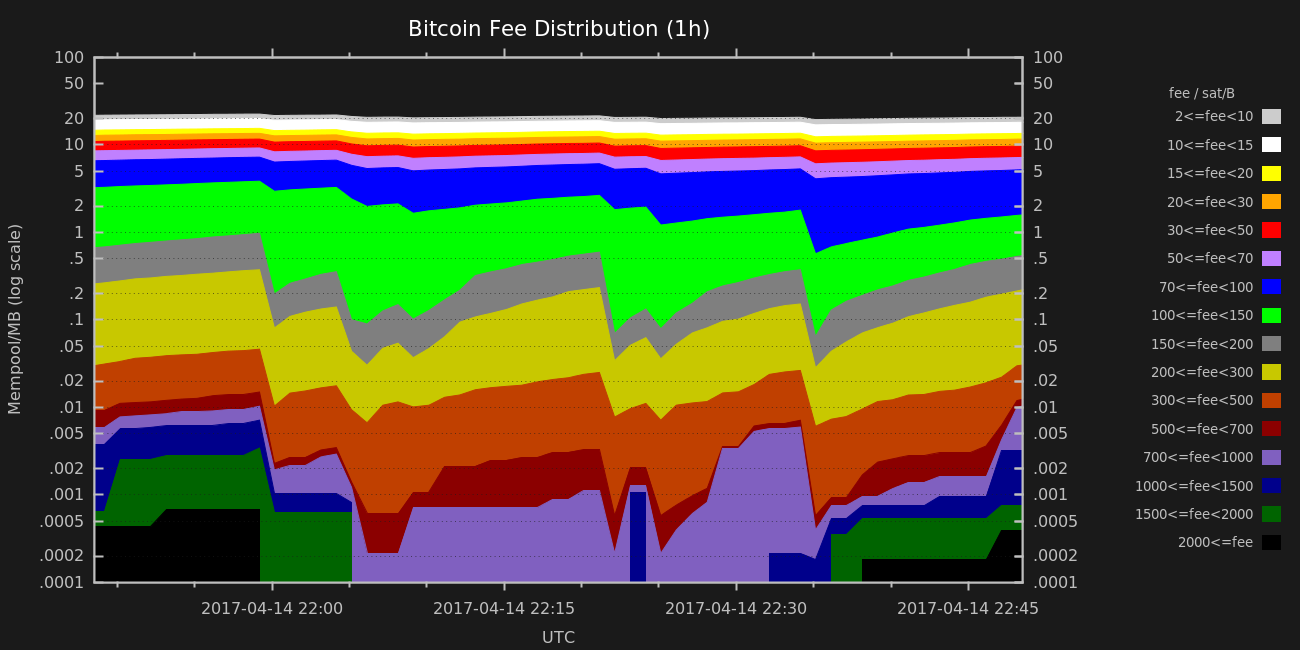 Bitcoin Fee Distribution (1h)
Mempool/MB (log scale)
100
50
20
10
5
2
1
.5
.2
.1
.05
.02
.01
.005
.002
.001
.0005
.0002
.0001
100
50
20
10
5
2
1
.5
.2
.1
.05
.02
.01
.005
.002
.001
.0005
.0002
.0001
2017-04-14 22:00 2017-04-14 22:15 2017-04-14 22:30 2017-04-14 22:45
UTC
fee / sat/B
2<=fee<10
10<=fee<15
15<=fee<20
20<=fee<30
30<=fee<50
50<=fee<70
70<=fee<100
100<=fee<150
150<=fee<200
200<=fee<300
300<=fee<500
500<=fee<700
700<=fee<1000
1000<=fee<1500
1500<=fee<2000
2000<=fee